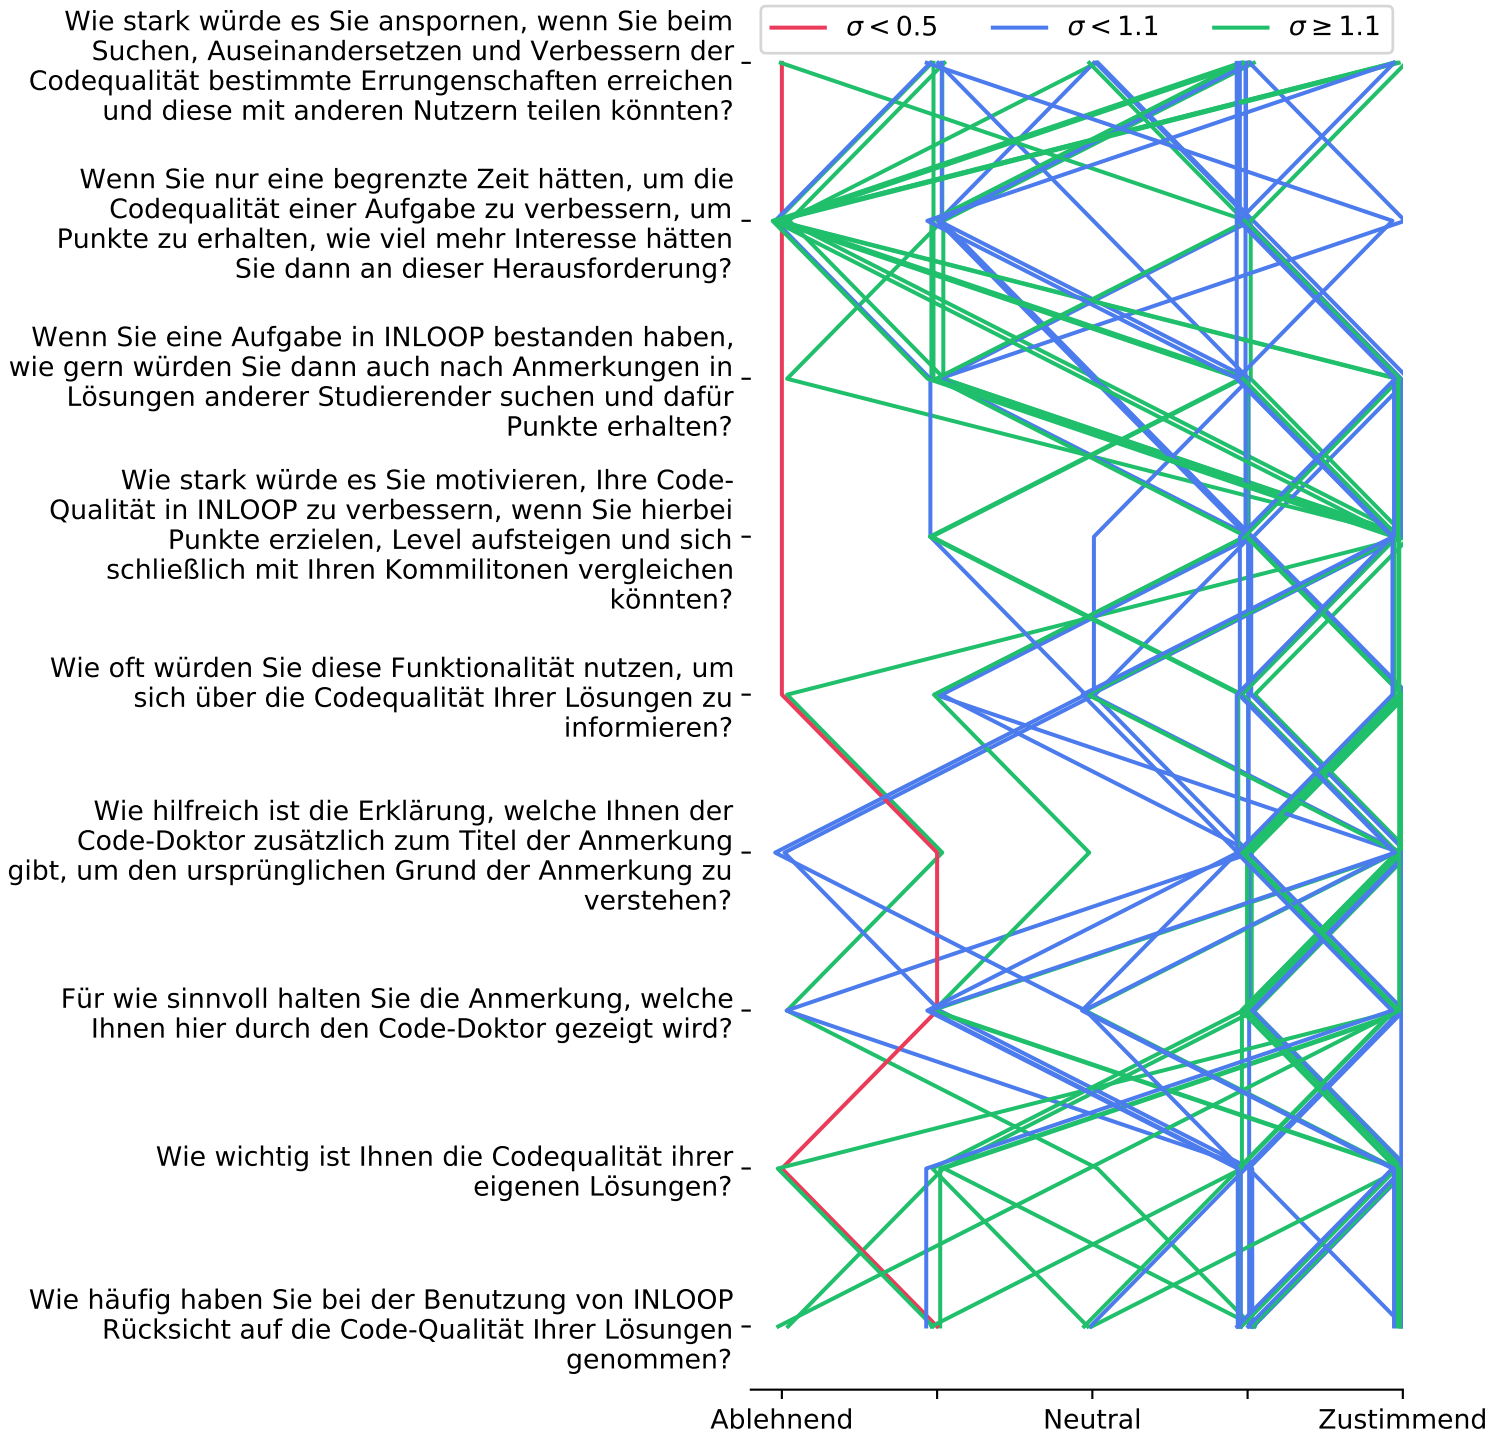 Wie stark würde es Sie anspornen, wenn Sie beim
Suchen, Auseinandersetzen und Verbessern der
Codequalität bestimmte Errungenschaften erreichen
und diese mit anderen Nutzern teilen könnten?
σ < 0.5
σ < 1.1
σ ≥ 1.1
Wenn Sie nur eine begrenzte Zeit hätten, um die
Codequalität einer Aufgabe zu verbessern, um
Punkte zu erhalten, wie viel mehr Interesse hätten
Sie dann an dieser Herausforderung?
Wenn Sie eine Aufgabe in INLOOP bestanden haben,
wie gern würden Sie dann auch nach Anmerkungen in
Lösungen anderer Studierender suchen und dafür
Punkte erhalten?
Wie stark würde es Sie motivieren, Ihre Code-
Qualität in INLOOP zu verbessern, wenn Sie hierbei
Punkte erzielen, Level aufsteigen und sich
schließlich mit Ihren Kommilitonen vergleichen
könnten?
Wie oft würden Sie diese Funktionalität nutzen, um
sich über die Codequalität Ihrer Lösungen zu
informieren?
Wie hilfreich ist die Erklärung, welche Ihnen der
Code-Doktor zusätzlich zum Titel der Anmerkung
gibt, um den ursprünglichen Grund der Anmerkung zu
verstehen?
Für wie sinnvoll halten Sie die Anmerkung, welche
Ihnen hier durch den Code-Doktor gezeigt wird?
Wie wichtig ist Ihnen die Codequalität ihrer
eigenen Lösungen?
Wie häufig haben Sie bei der Benutzung von INLOOP
Rücksicht auf die Code-Qualität Ihrer Lösungen
genommen?
Ablehnend
Neutral
Zustimmend